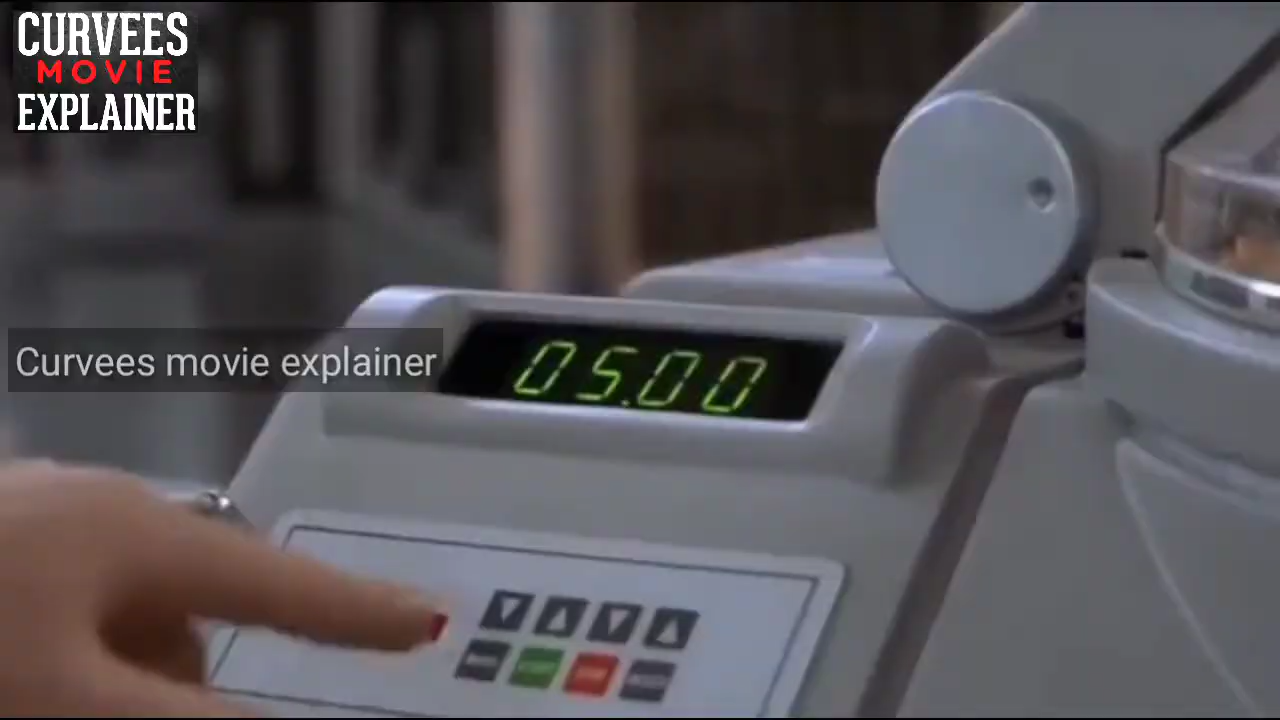 CURVEES
MOVIE
EXPLAINER
Curvees movie explainer
05.00